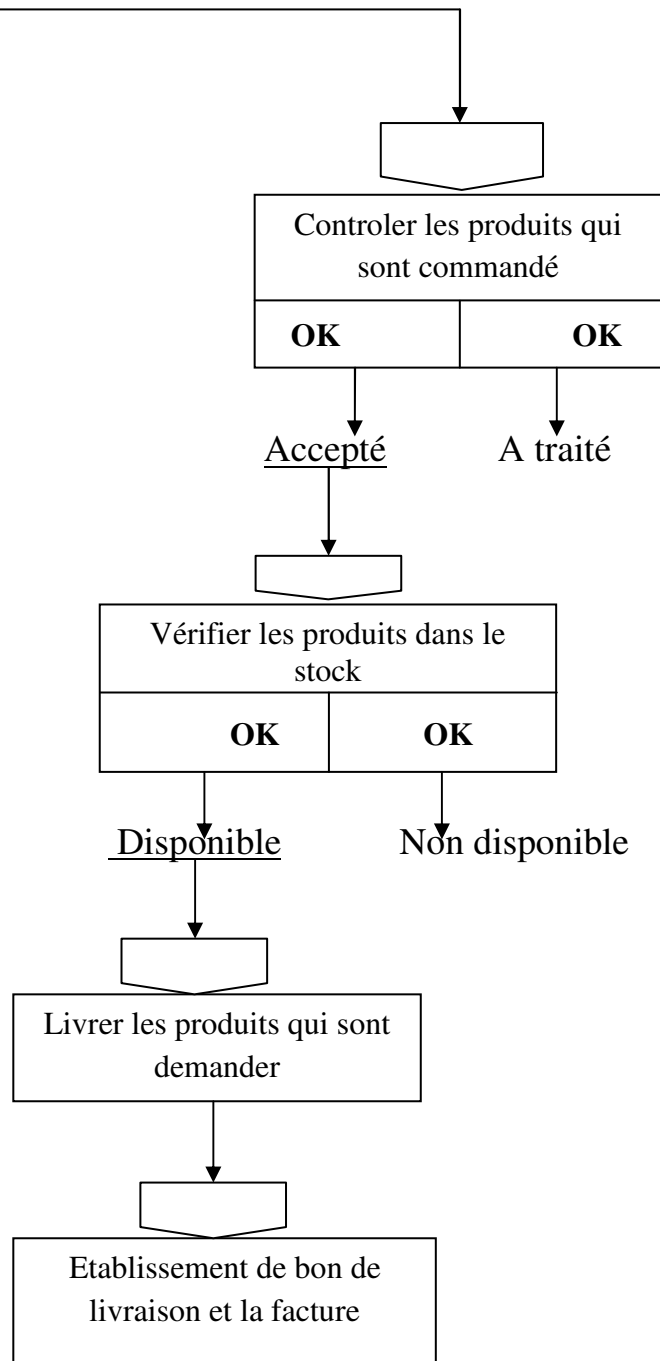 Controler les produits qui
sont commandé
OK OK
Accepté A traité
Vérifier les produits dans le
stock
OK OK
Disponible Non disponible
Livrer les produits qui sont
demander
Etablissement de bon de
livraison et la facture